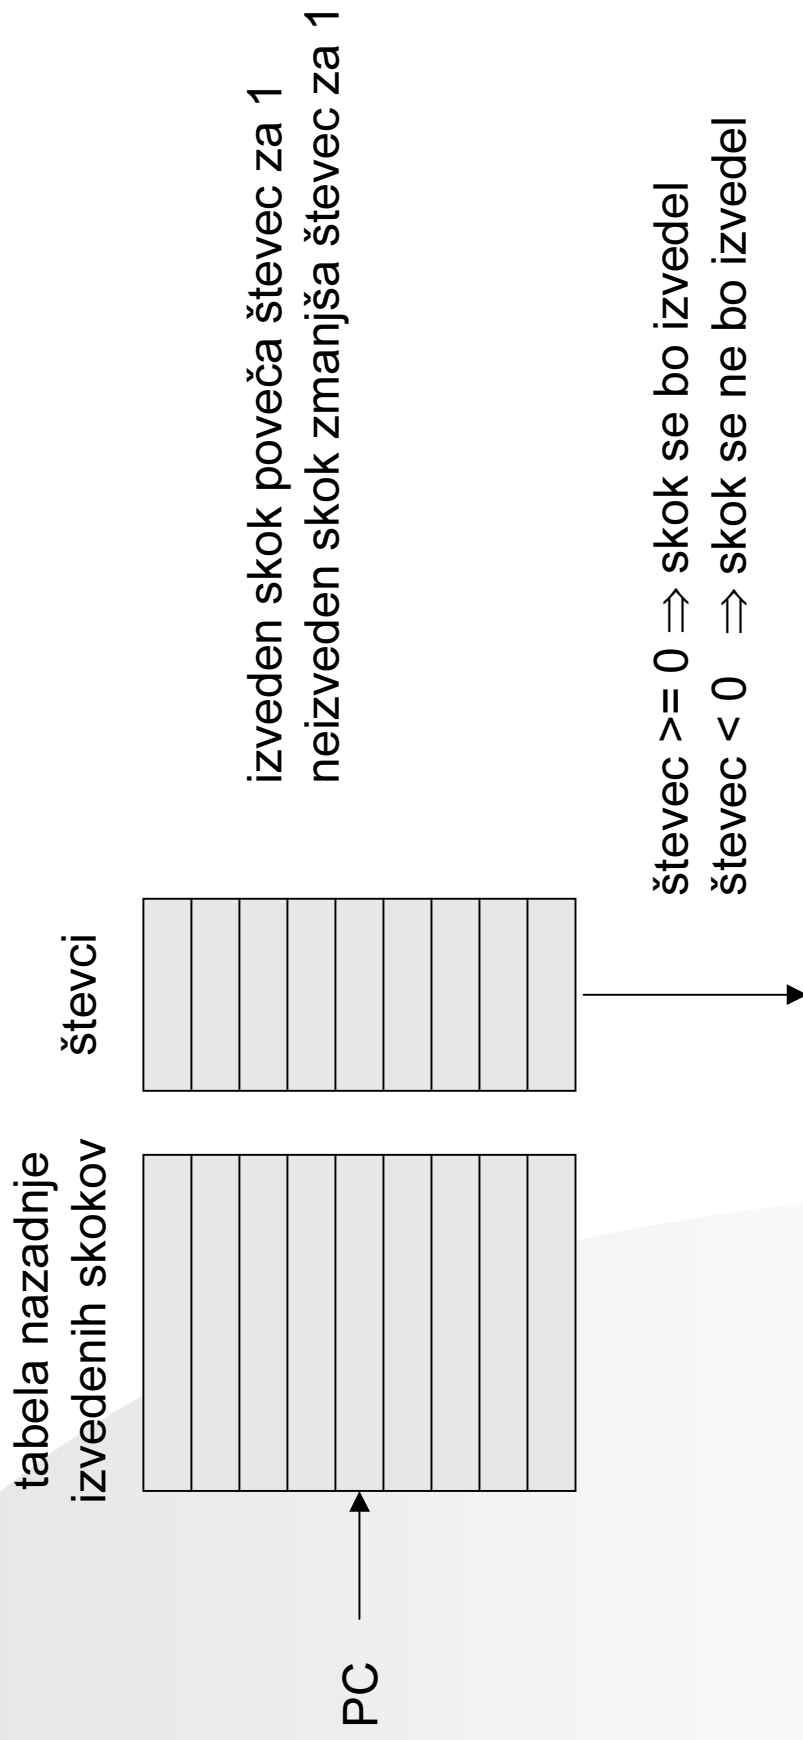 tabela nazadnje
izvedenih skokov
števci
izveden skok poveča števec za 1
neizveden skok zmanjša števec za 1
PC
števec >= 0 ⇒ skok se bo izvedel
števec < 0 ⇒ skok se ne bo izvedel